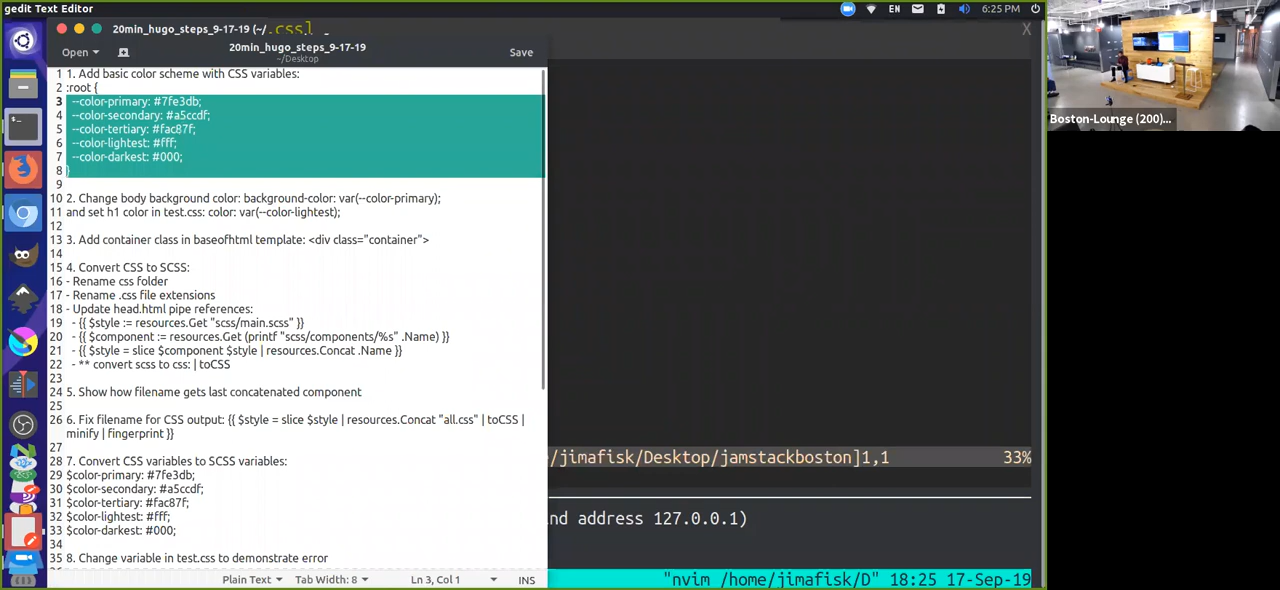 gedit Text Editor
EN
6:25 PM
20min_hugo_steps_9-17-19 (~/
.css
X
Open
20min_hugo_steps_9-17-19
~/Desktop
Save
1 1. Add basic color scheme with CSS variables:
2 :root {
3 --color-primary: #7fe3db;
4 --color-secondary: #a5ccdf;
5 --color-tertiary: #fac87f;
6 --color-lightest: #fff;
7 --color-darkest: #000;
8 }
9
10 2. Change body background color: background-color: var(--color-primary);
11 and set h1 color in test.css: color: var(--color-lightest);
12
13 3. Add container class in baseofhtml template: <div class="container">
14
15 4. Convert CSS to SCSS:
16 - Rename css folder
17 - Rename .css file extensions
18 - Update head.html pipe references:
19 - {{ $style := resources.Get "scss/main.scss" }}
20 - {{ $component := resources.Get (printf "scss/components/%s" .Name) }}
21 - {{ $style = slice $component $style | resources.Concat .Name }}
22 - ** convert scss to css: | toCSS
23
24 5. Show how filename gets last concatenated component
25
26 6. Fix filename for CSS output: {{ $style = slice $style | resources.Concat "all.css" | toCSS |
minify | fingerprint }}
27
28 7. Convert CSS variables to SCSS variables:
29 $color-primary: #7fe3db;
30 $color-secondary: #a5ccdf;
31 $color-tertiary: #fac87f;
32 $color-lightest: #fff;
33 $color-darkest: #000;
34
35 8. Change variable in test.css to demonstrate error
Plain Text
Tab Width: 8
Ln 3, Col 1
INS
/jimafisk/Desktop/jamstackboston]1,1 33%
nd address 127.0.0.1)
"nvim /home/jimafisk/D" 18:25 17-Sep-19
Boston-Lounge (200)...